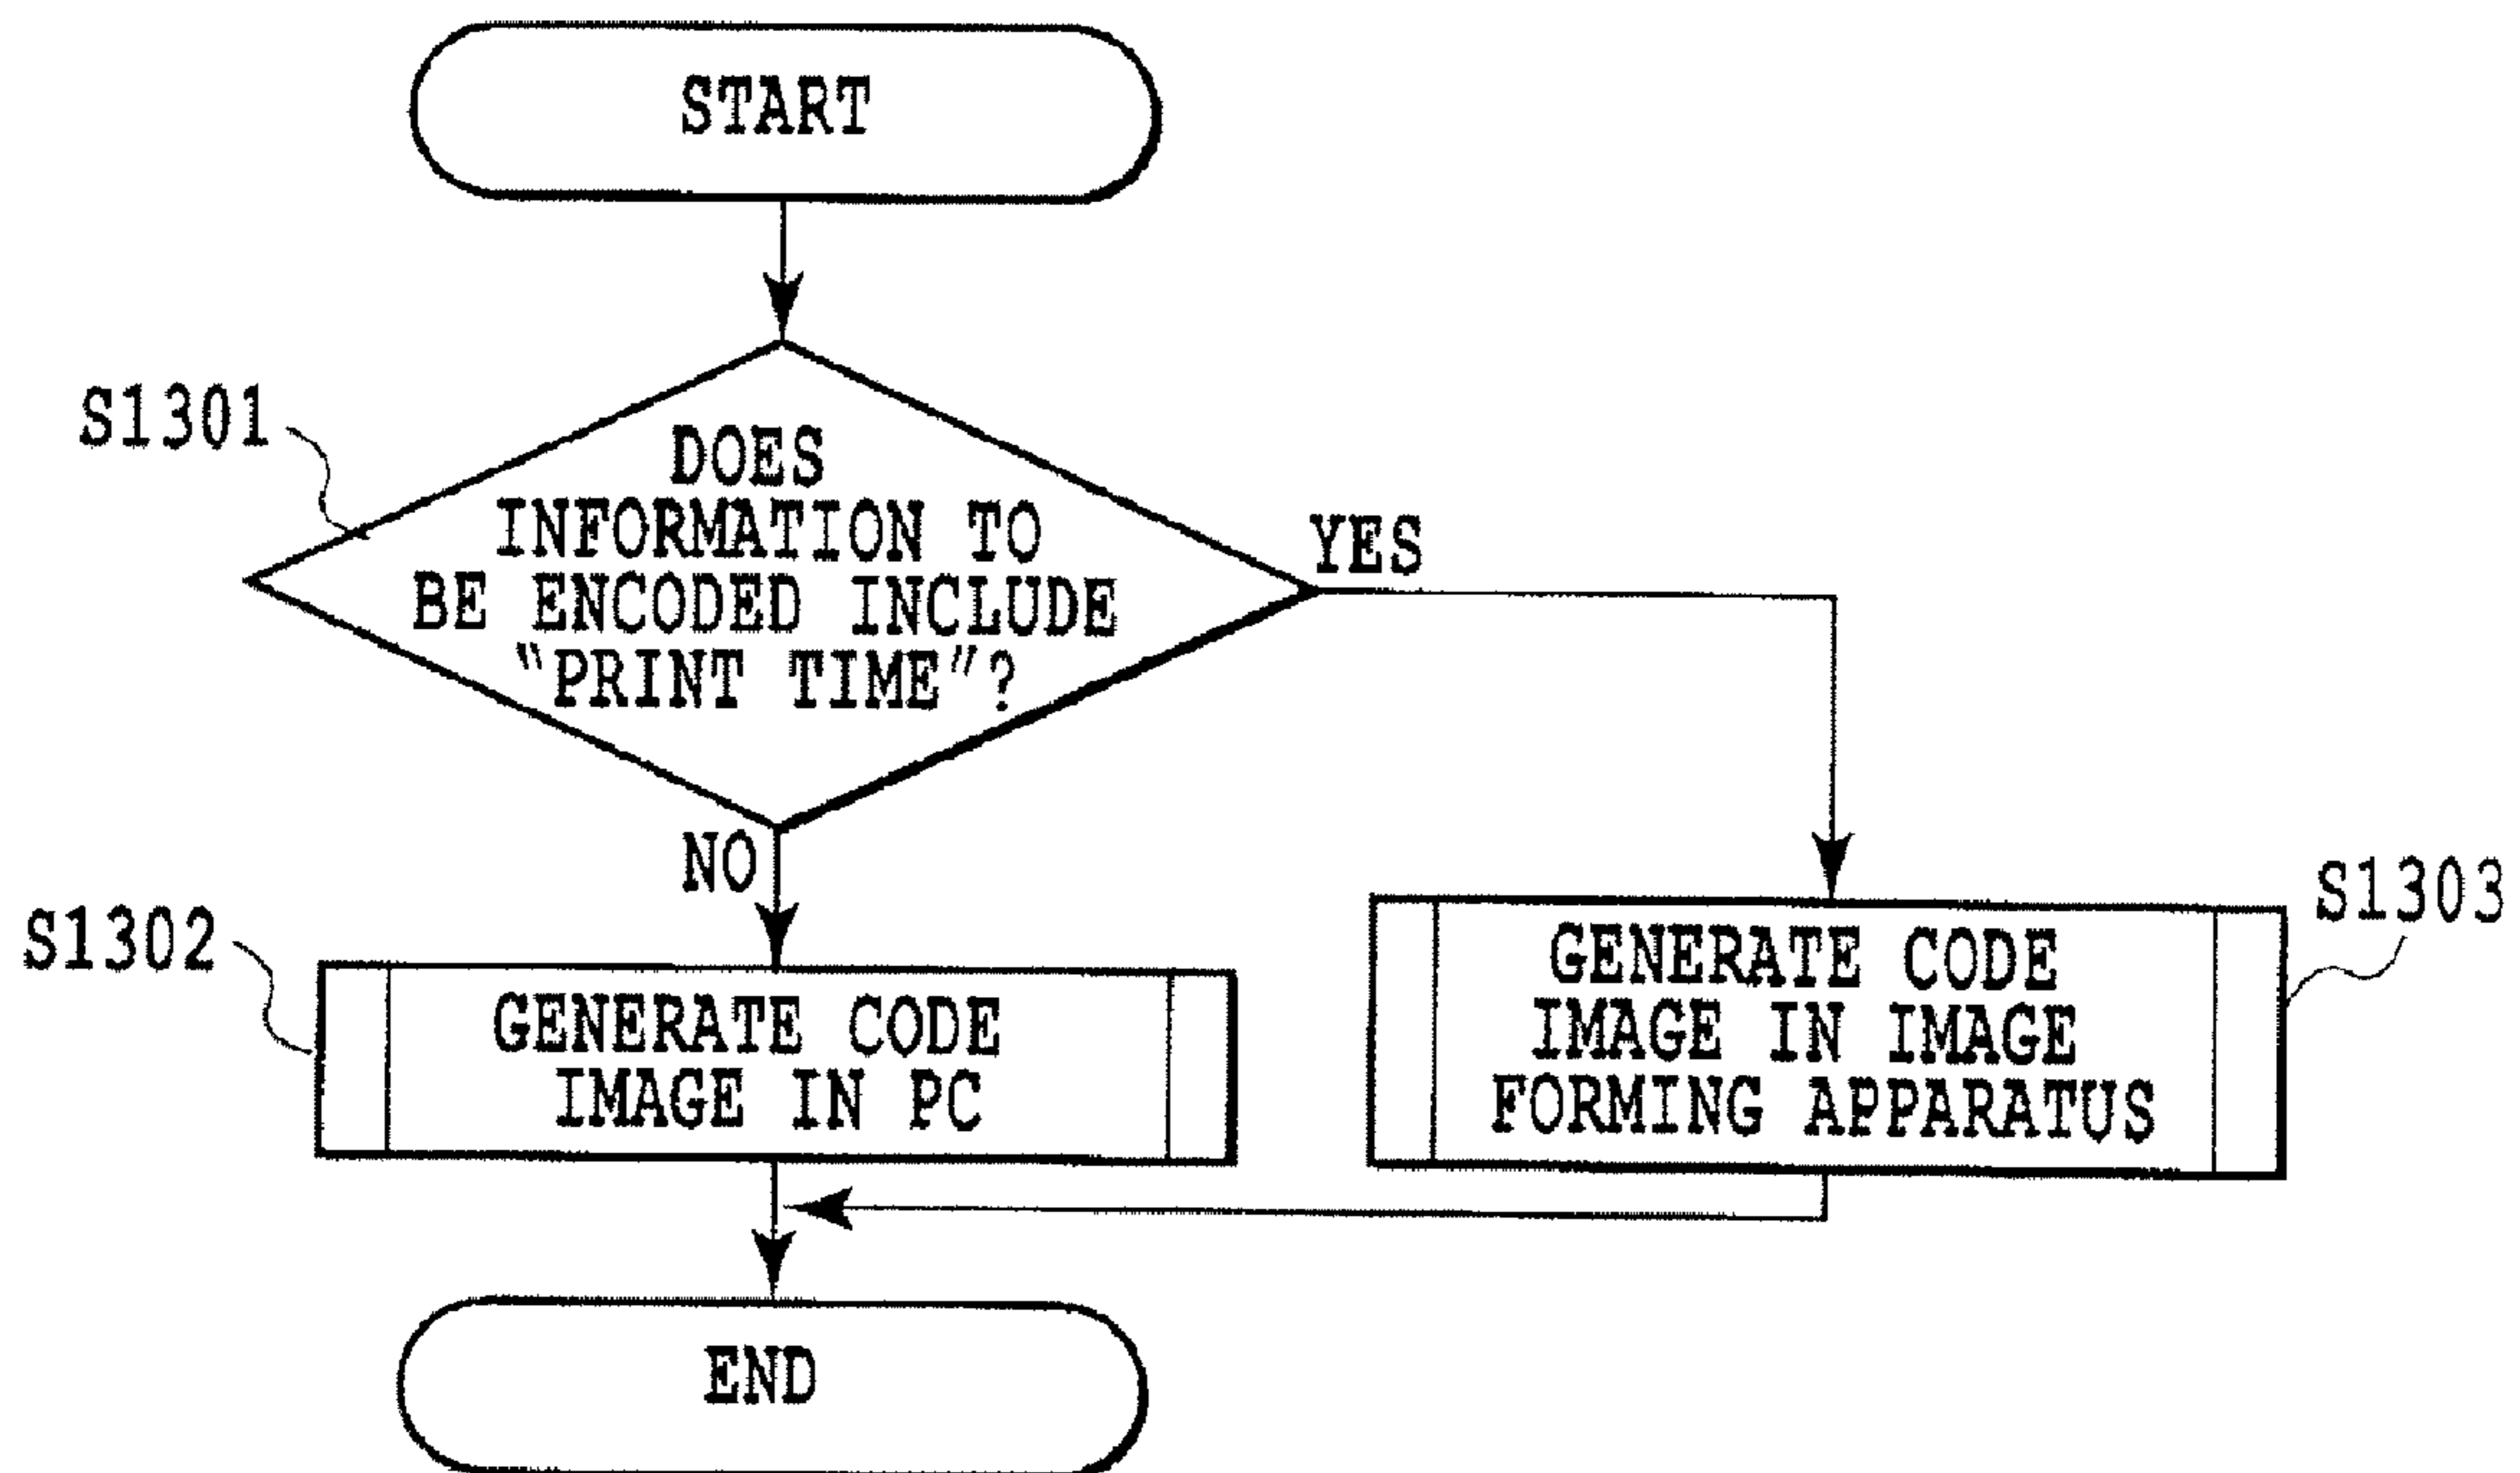 START
S1301
DOES
INFORMATION TO
BE ENCODED INCLUDE
"PRINT TIME"?
YES
NO
S1302
GENERATE CODE
IMAGE IN PC
S1303
GENERATE CODE
IMAGE IN IMAGE
FORMING APPARATUS
END